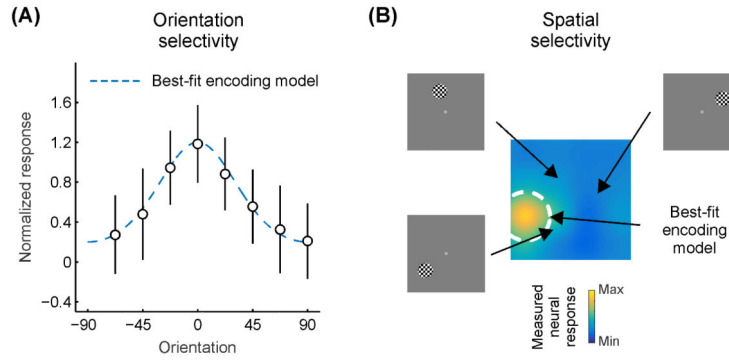 (A)
Orientation
selectivity
Best-fit encoding model
Normalized response
1.6
1.2
0.8
0.4
0
−0.4
−90
−45
0
45
90
Orientation
(B)
Spatial
selectivity
Best-fit
encoding
model
Measured
neural
response
Max
Min